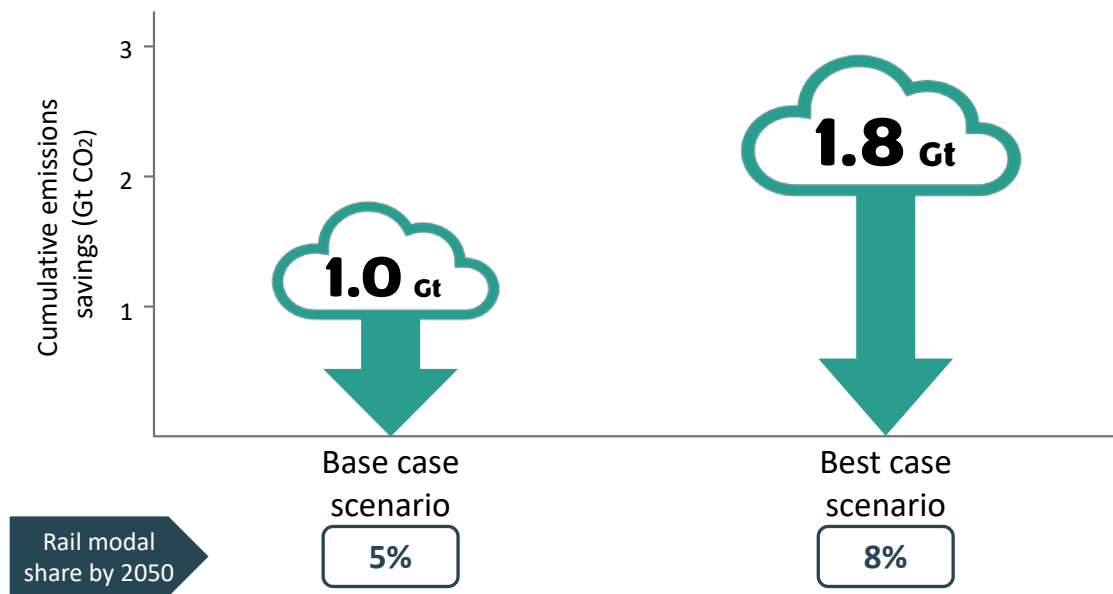 3
2
1
Cumulative emissions
savings (Gt CO2)
1.0 Gt
1.8 Gt
Base case
scenario
Best case
scenario
Rail modal
share by 2050
5%
8%